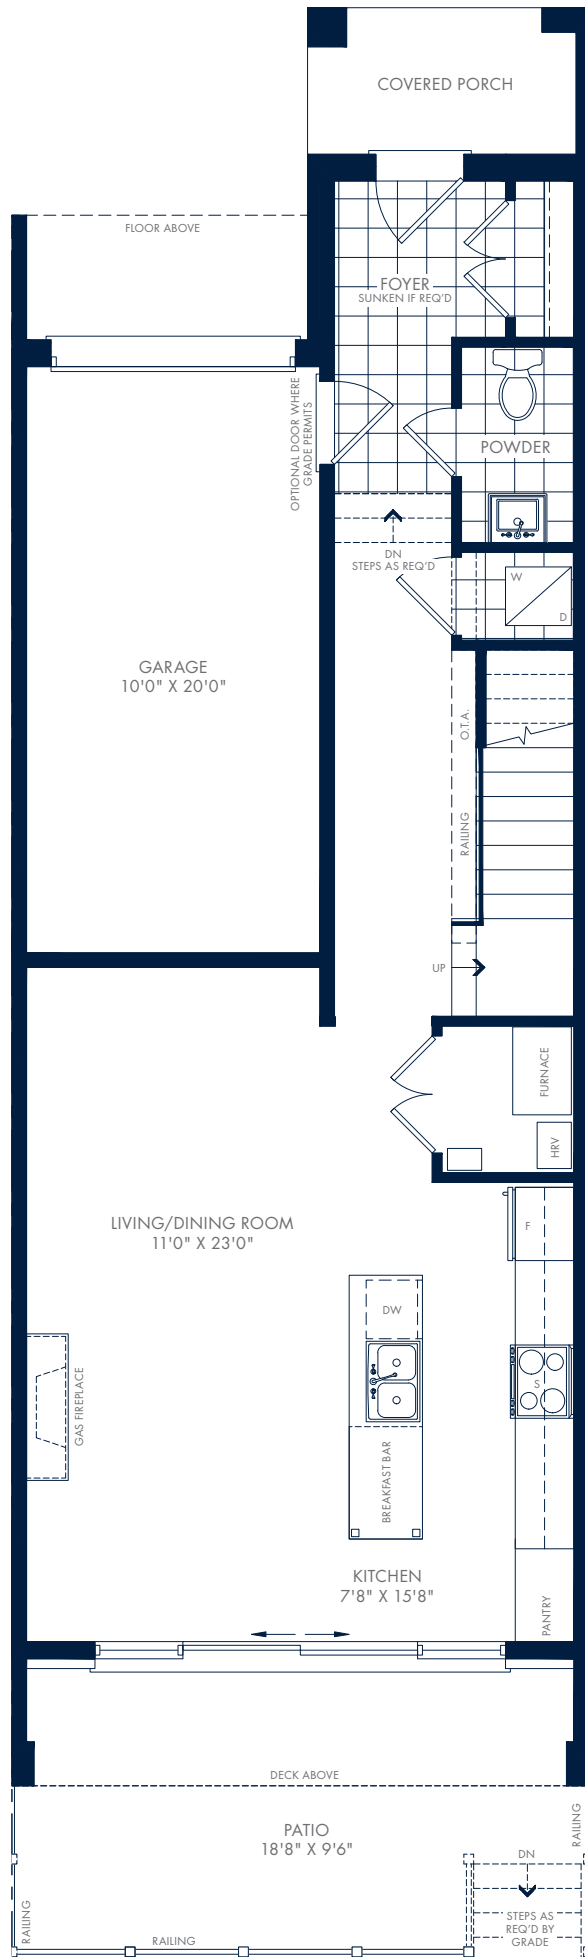 COVERED PORCH
FLOOR ABOVE
FOYER
SUNKEN IF REQ'D
OPTIONAL DOOR WHERE
GRADE PERMITS
POWDER
DN
STEPS AS REQ'D
W
D
GARAGE
10'0" X 20'0"
O.T.A.
RAILING
UP
FURNACE
HRV
LIVING/DINING ROOM
11'0" X 23'0"
F
DW
S
GAS FIREPLACE
BREAKFAST BAR
KITCHEN
7'8" X 15'8"
PANTRY
DECK ABOVE
PATIO
18'8" X 9'6"
RAILING
DN
STEPS AS
REQ'D BY
GRADE
RAILING
RAILING